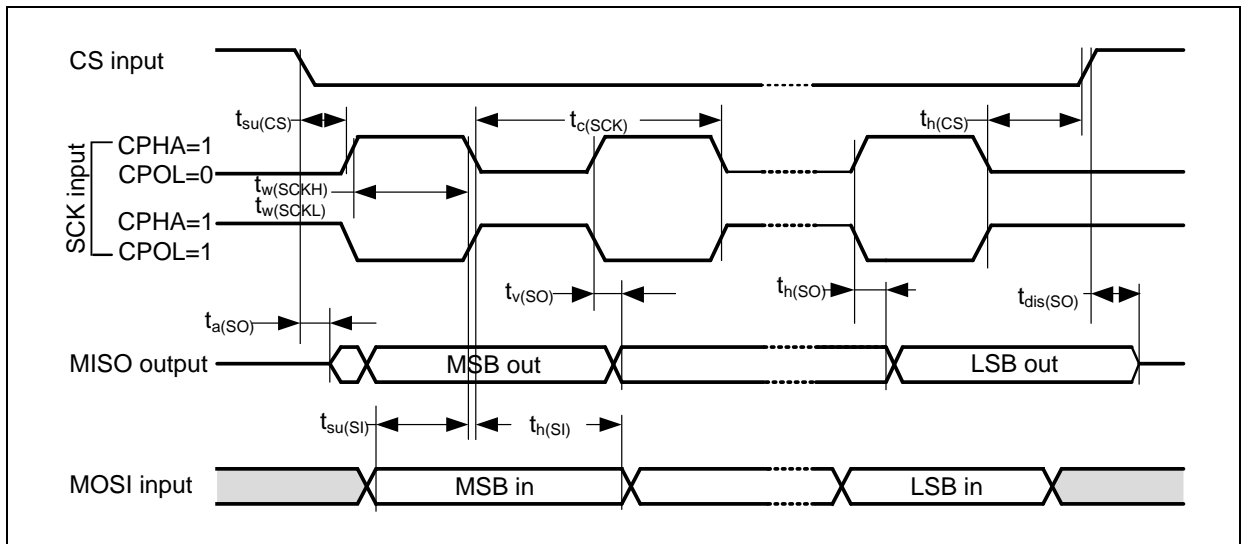 CS input
tsu(CS)
tc(SCK)
th(CS)
SCK input
CPHA=1
CPOL=0
tw(SCKH)
tw(SCKL)
CPHA=1
CPOL=1
tv(SO)
th(SO)
tdis(SO)
ta(SO)
MISO output
MSB out
LSB out
tsu(SI)
th(SI)
MOSI input
MSB in
LSB in